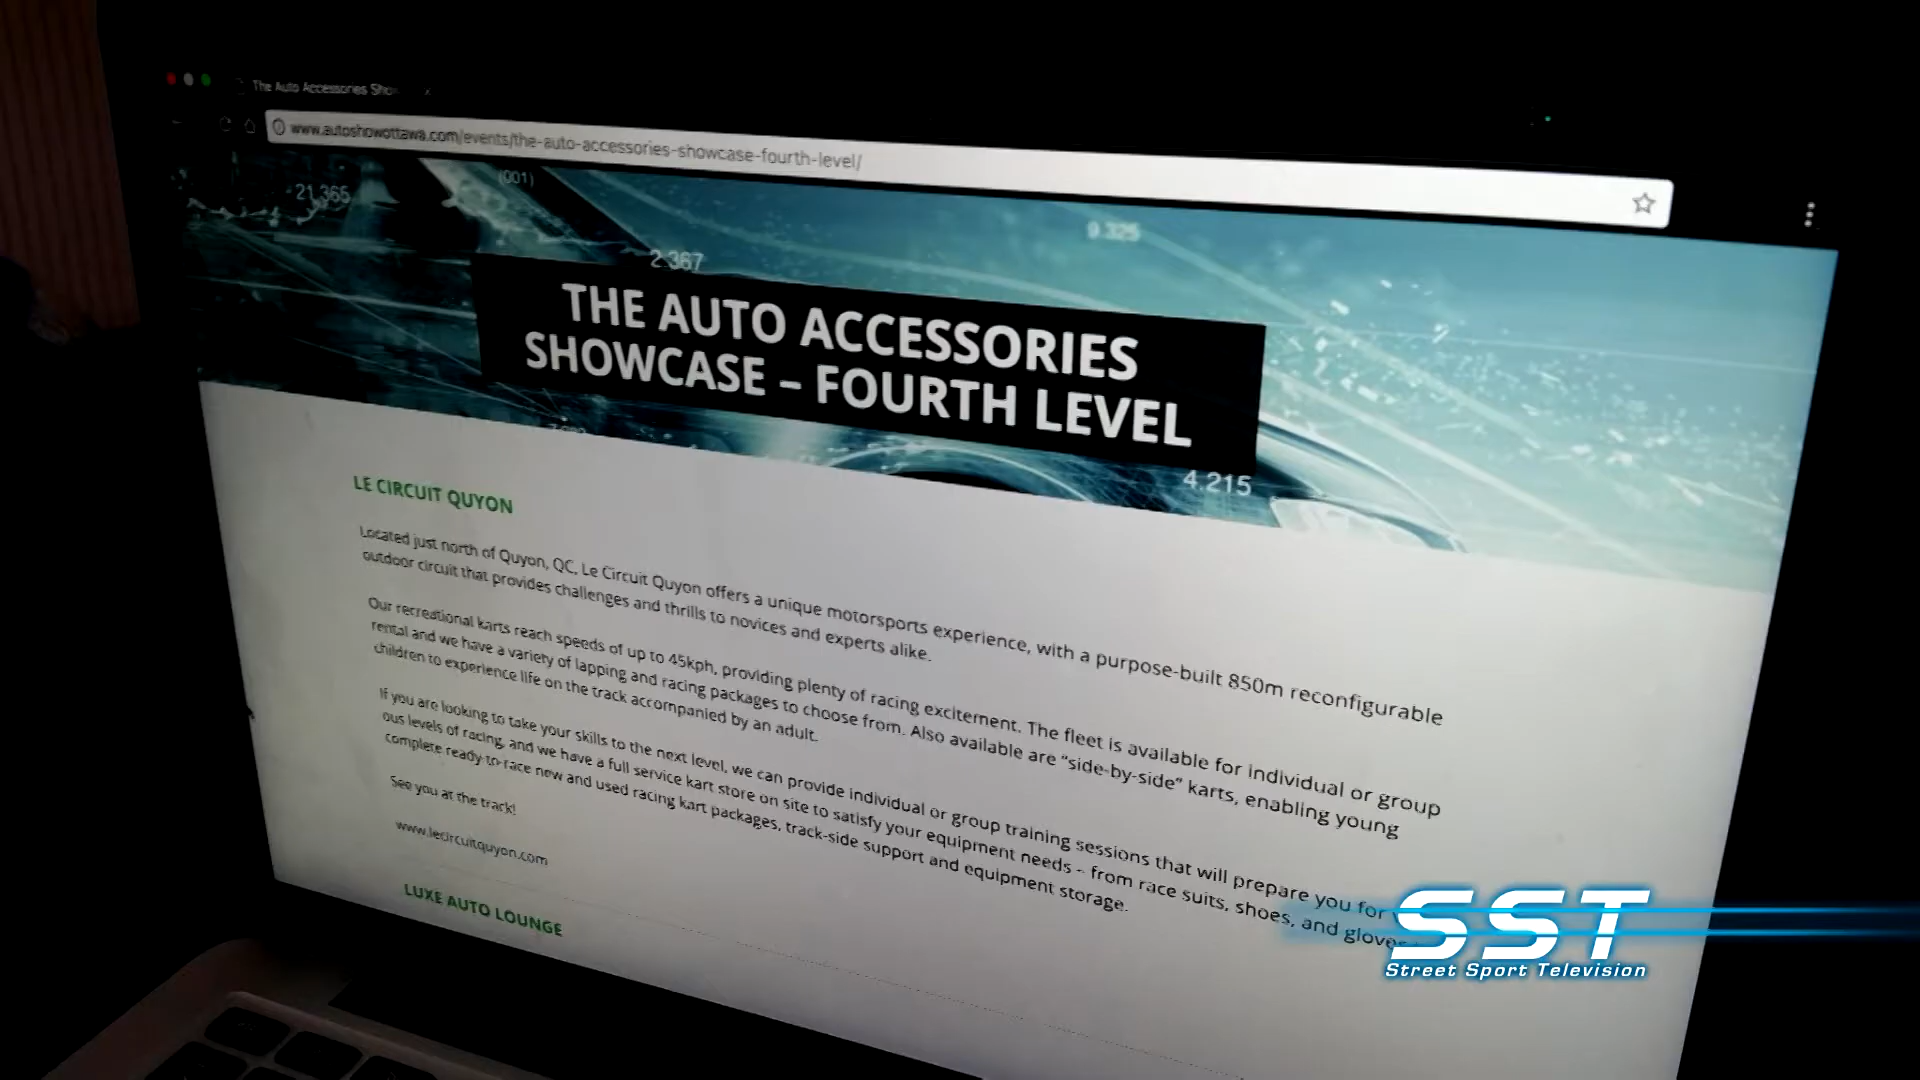 The Auto Accessories Sho
www.autoshowottawa.com/events/the-auto-accessories-showcase-fourth-level/
(001)
21,365
9.325
2.367
THE AUTO ACCESSORIES
SHOWCASE – FOURTH LEVEL
4.215
LE CIRCUIT QUYON
Located just north of Quyon, QC, Le Circuit Quyon offers a unique motorsports experience, with a purpose-built 850m reconfigurable
outdoor circuit that provides challenges and thrills to novices and experts alike.
Our recreational karts reach speeds of up to 45kph, providing plenty of racing excitement. The fleet is available for individual or group
rental and we have a variety of lapping and racing packages to choose from. Also available are "side-by-side" karts, enabling young
children to experience life on the track accompanied by an adult.
If you are looking to take your skills to the next level, we can provide individual or group training sessions that will prepare you for
ous levels of racing, and we have a full service kart store on site to satisfy your equipment needs – from race suits, shoes, and gloves
complete ready-to-race new and used racing kart packages, track-side support and equipment storage.
See you at the track!
www.lecircuitquyon.com
LUXE AUTO LOUNGE
SST
Street Sport Television